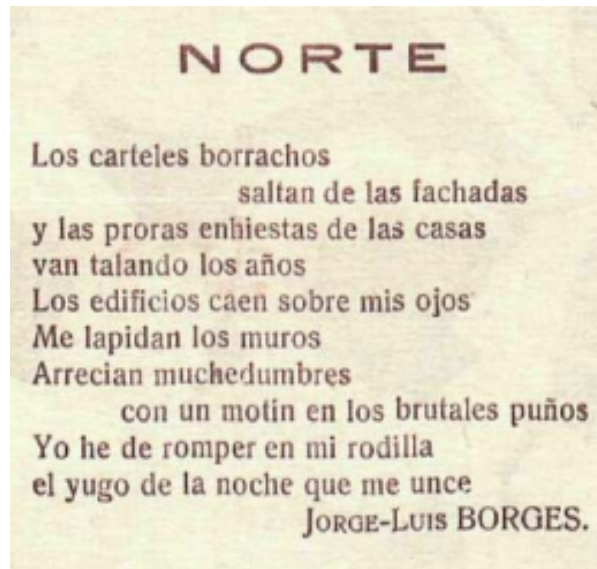 NORTE
Los carteles borrachos
saltan de las fachadas
y las proras enhiestas de las casas
van talando los años
Los edificios caen sobre mis ojos
Me lapidan los muros
Arrecian muchedumbres
con un motin en los brutales puños
Yo he de romper en mi rodilla
el yugo de la noche que me unce
JORGE-LUIS BORGES.